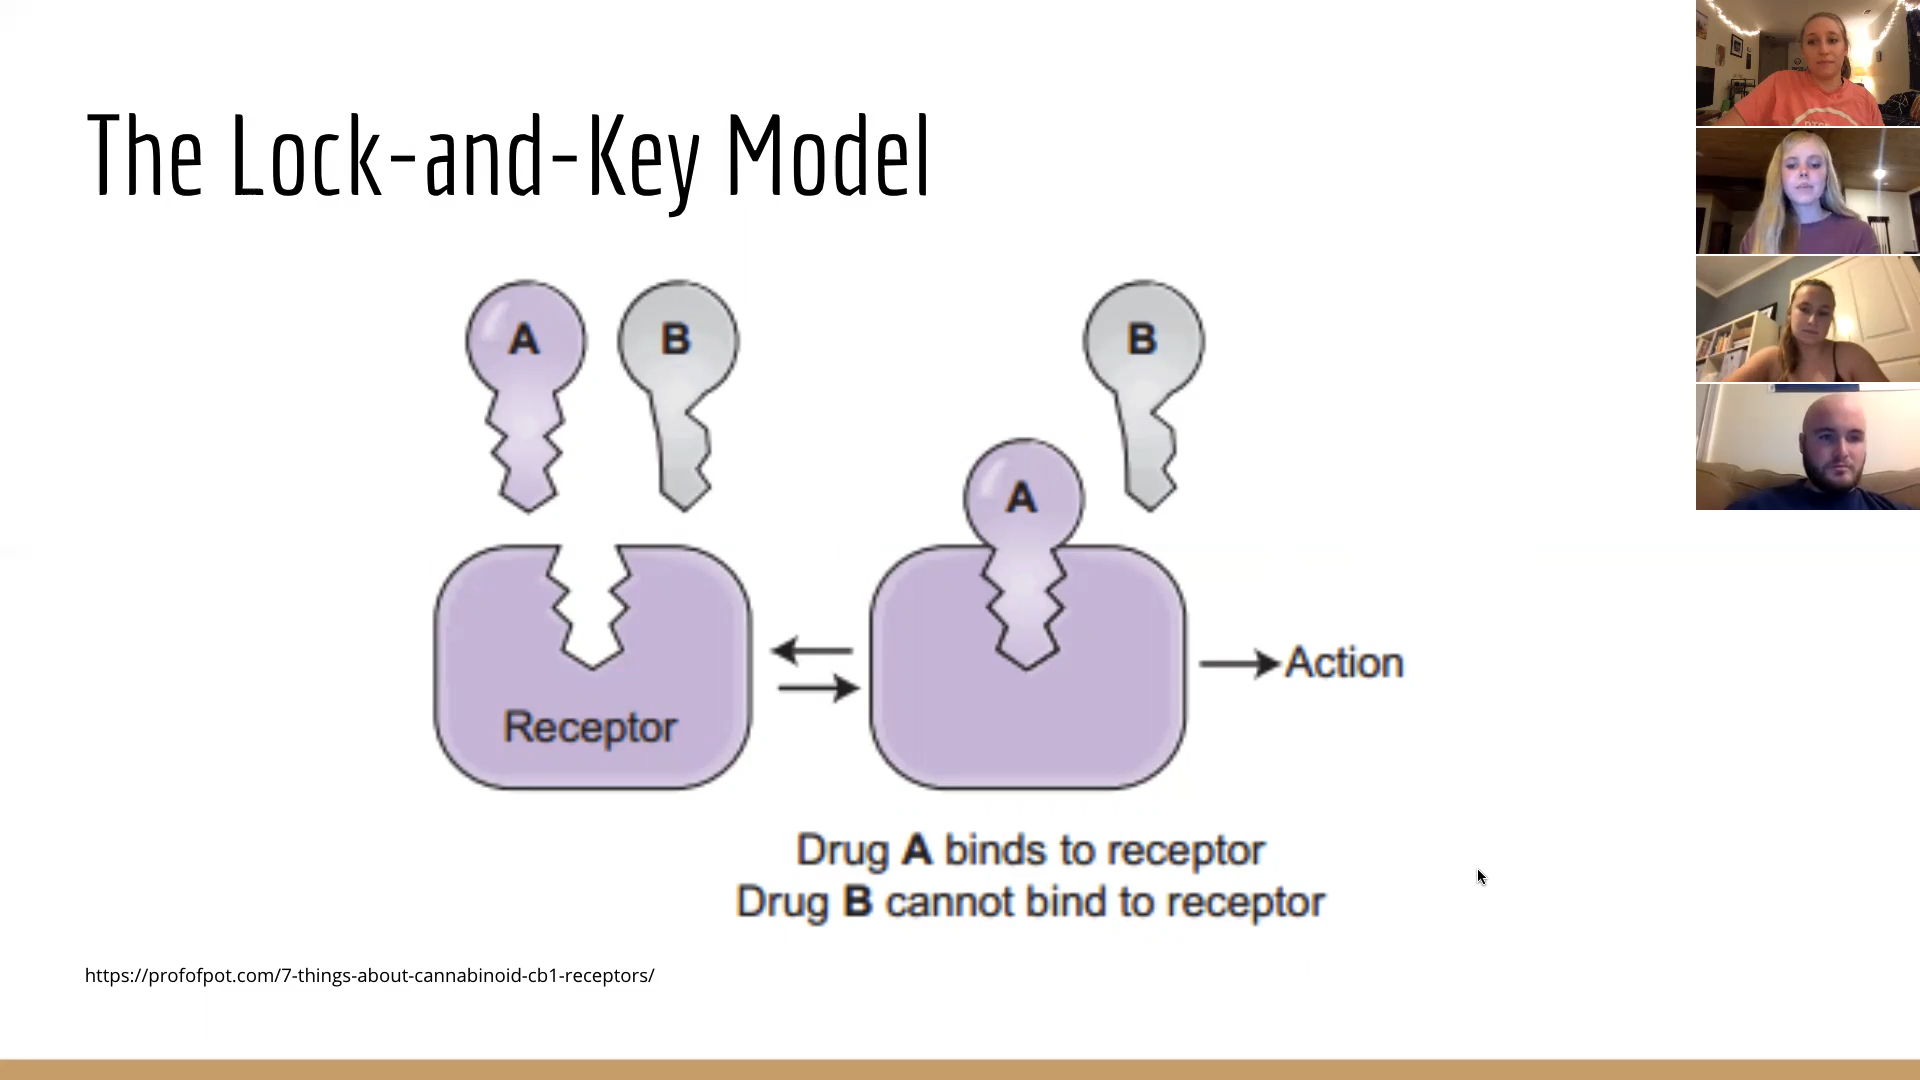 The Lock-and-Key Model
A
B
B
A
Receptor
Action
Drug A binds to receptor
Drug B cannot bind to receptor
https://profofpot.com/7-things-about-cannabinoid-cb1-receptors/